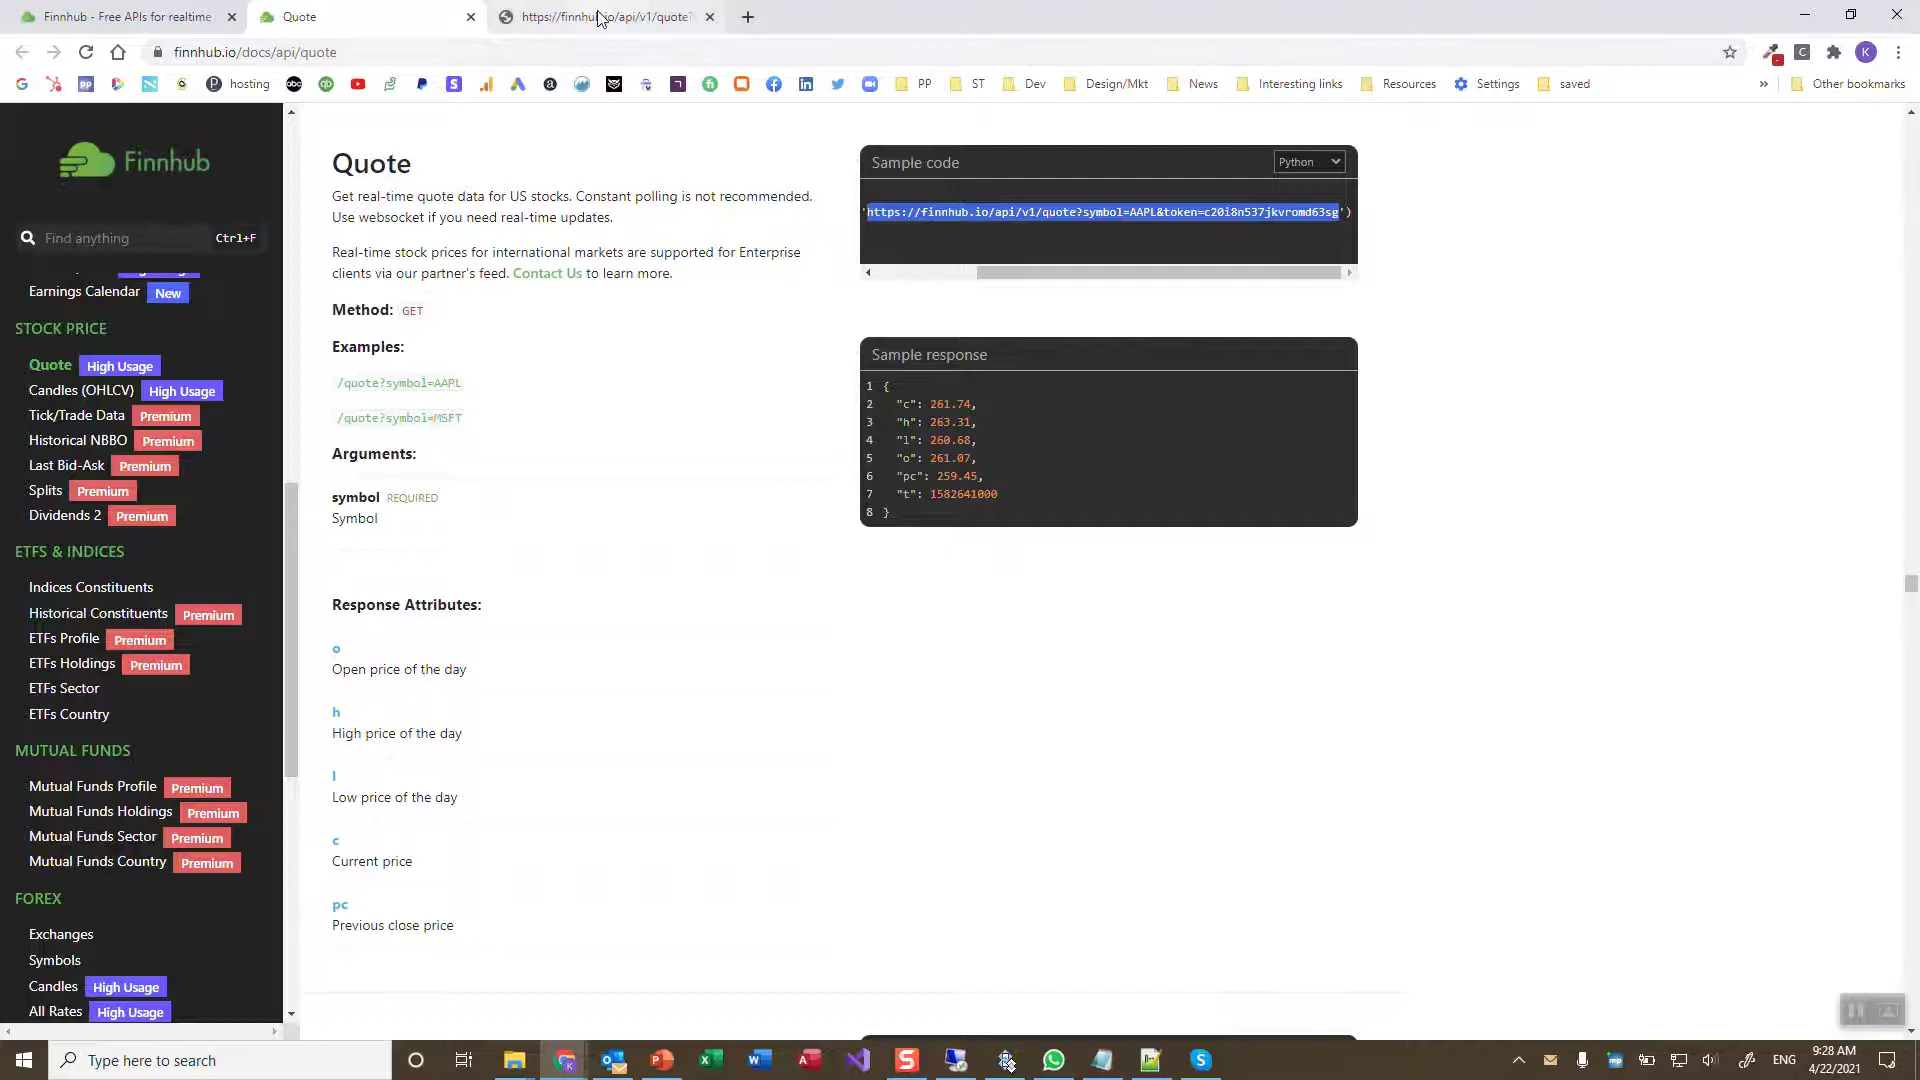 Finnhub - Free APIs for realtime
Quote
https://finnhub.io/api/v1/quote?
finnhub.io/docs/api/quote
hosting
PP
ST
Dev
Design/Mkt
News
Interesting links
Resources
Settings
saved
»
Other bookmarks
Finnhub
Find anything
Ctrl+F
Earnings Calendar New
STOCK PRICE
Quote High Usage
Candles (OHLCV) High Usage
Tick/Trade Data Premium
Historical NBBO Premium
Last Bid-Ask Premium
Splits Premium
Dividends 2 Premium
ETFS & INDICES
Indices Constituents
Historical Constituents Premium
ETFs Profile Premium
ETFs Holdings Premium
ETFs Sector
ETFs Country
MUTUAL FUNDS
Mutual Funds Profile Premium
Mutual Funds Holdings Premium
Mutual Funds Sector Premium
Mutual Funds Country Premium
FOREX
Exchanges
Symbols
Candles High Usage
All Rates High Usage
Quote
Get real-time quote data for US stocks. Constant polling is not recommended.
Use websocket if you need real-time updates.
Real-time stock prices for international markets are supported for Enterprise
clients via our partner's feed. Contact Us to learn more.
Method: GET
Examples:
/quote?symbol=AAPL
/quote?symbol=MSFT
Arguments:
symbol REQUIRED
Symbol
Response Attributes:
o
Open price of the day
h
High price of the day
l
Low price of the day
c
Current price
pc
Previous close price
Sample code
Python
'https://finnhub.io/api/v1/quote?symbol=AAPL&token=c20i8n537jkvromd63sg')
Sample response
1 {
2 "c": 261.74,
3 "h": 263.31,
4 "l": 260.68,
5 "o": 261.07,
6 "pc": 259.45,
7 "t": 1582641000
8 }
Type here to search
ENG
9:28 AM
4/22/2021